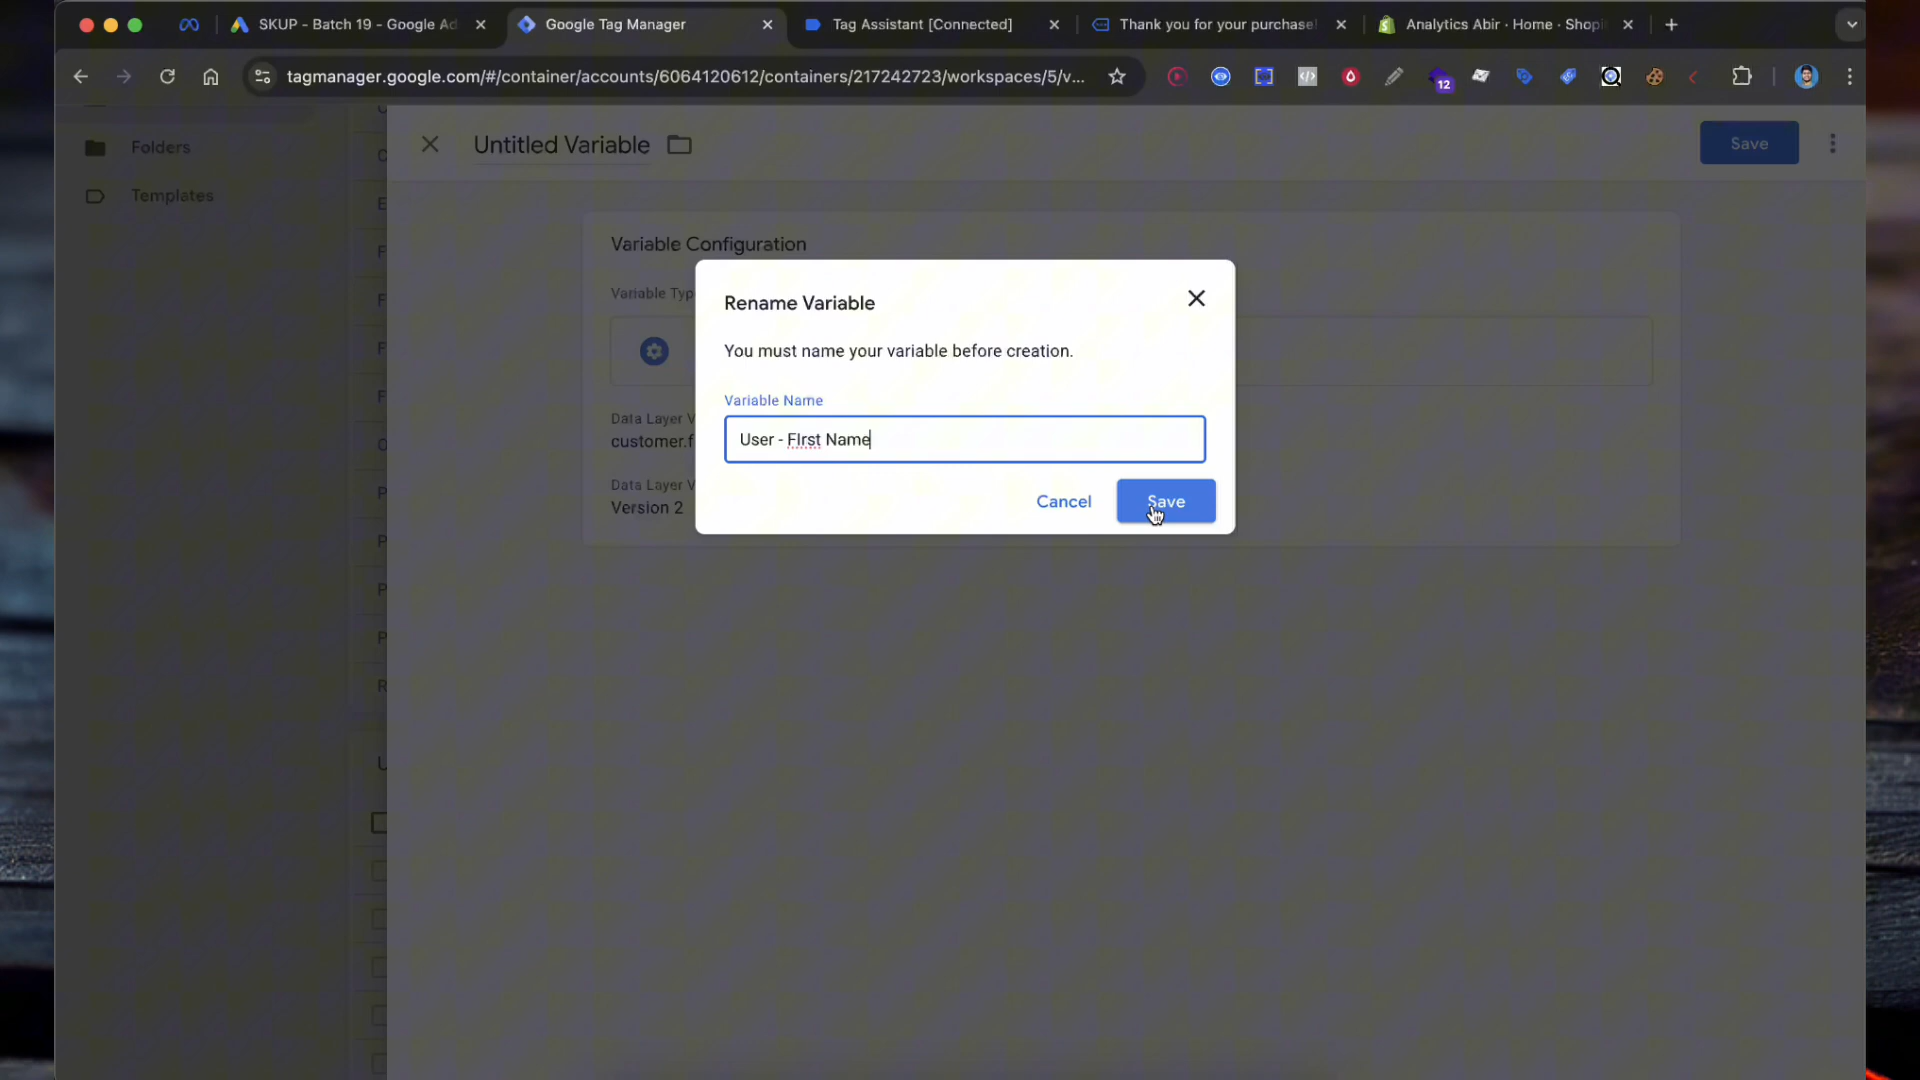 SKUP - Batch 19 - Google Ad
Google Tag Manager
Tag Assistant [Connected]
Thank you for your purchase!
Analytics Abir · Home · Shopi
tagmanager.google.com/#/container/accounts/6064120612/containers/217242723/workspaces/5/v...
12
Folders
Templates
Untitled Variable
Save
Variable Configuration
Variable Typ
Rename Variable
You must name your variable before creation.
Variable Name
User - FIrst Name
Cancel
Save
Data Layer V
customer.f
Data Layer V
Version 2